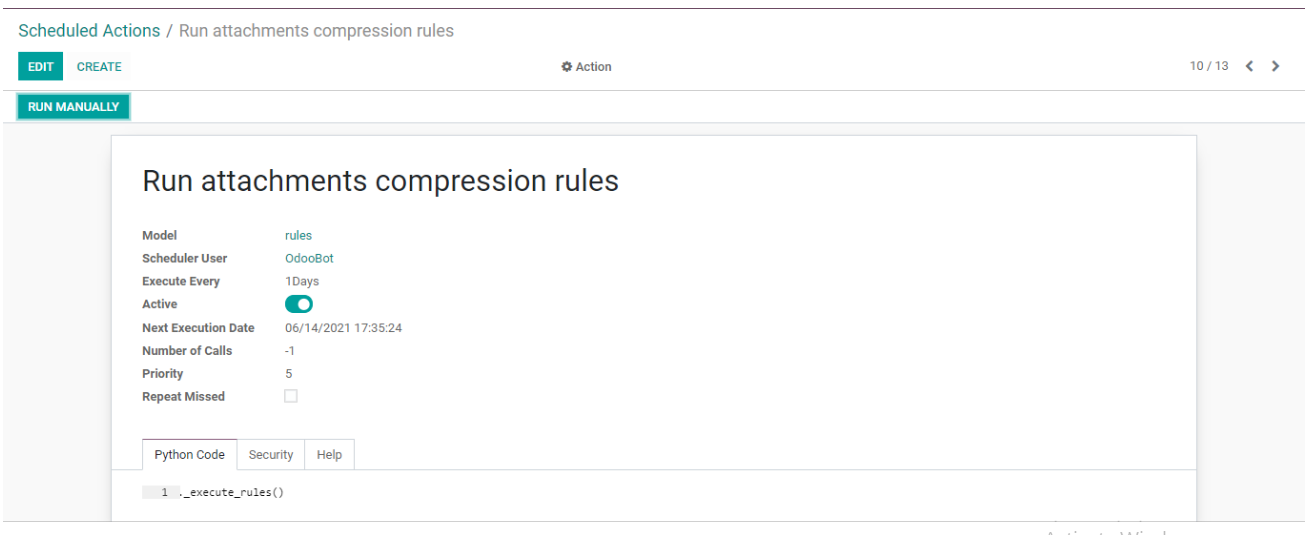 Scheduled Actions / Run attachments compression rules
EDIT CREATE Action 10 / 13
RUN MANUALLY
Run attachments compression rules
Model rules
Scheduler User OdooBot
Execute Every 1Days
Active
Next Execution Date 06/14/2021 17:35:24
Number of Calls -1
Priority 5
Repeat Missed
Python Code Security Help
1 ._execute_rules()